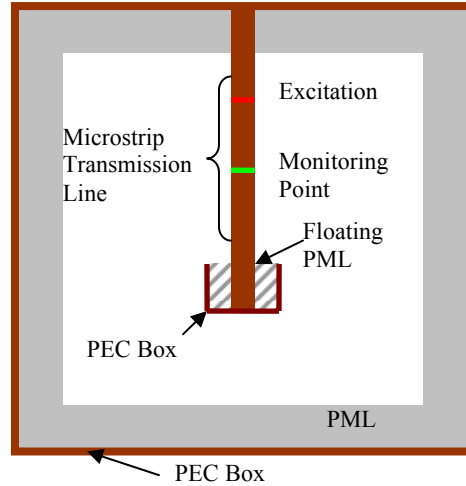 Excitation
Microstrip
Transmission
Line
Monitoring
Point
Floating
PML
PEC Box
PML
PEC Box